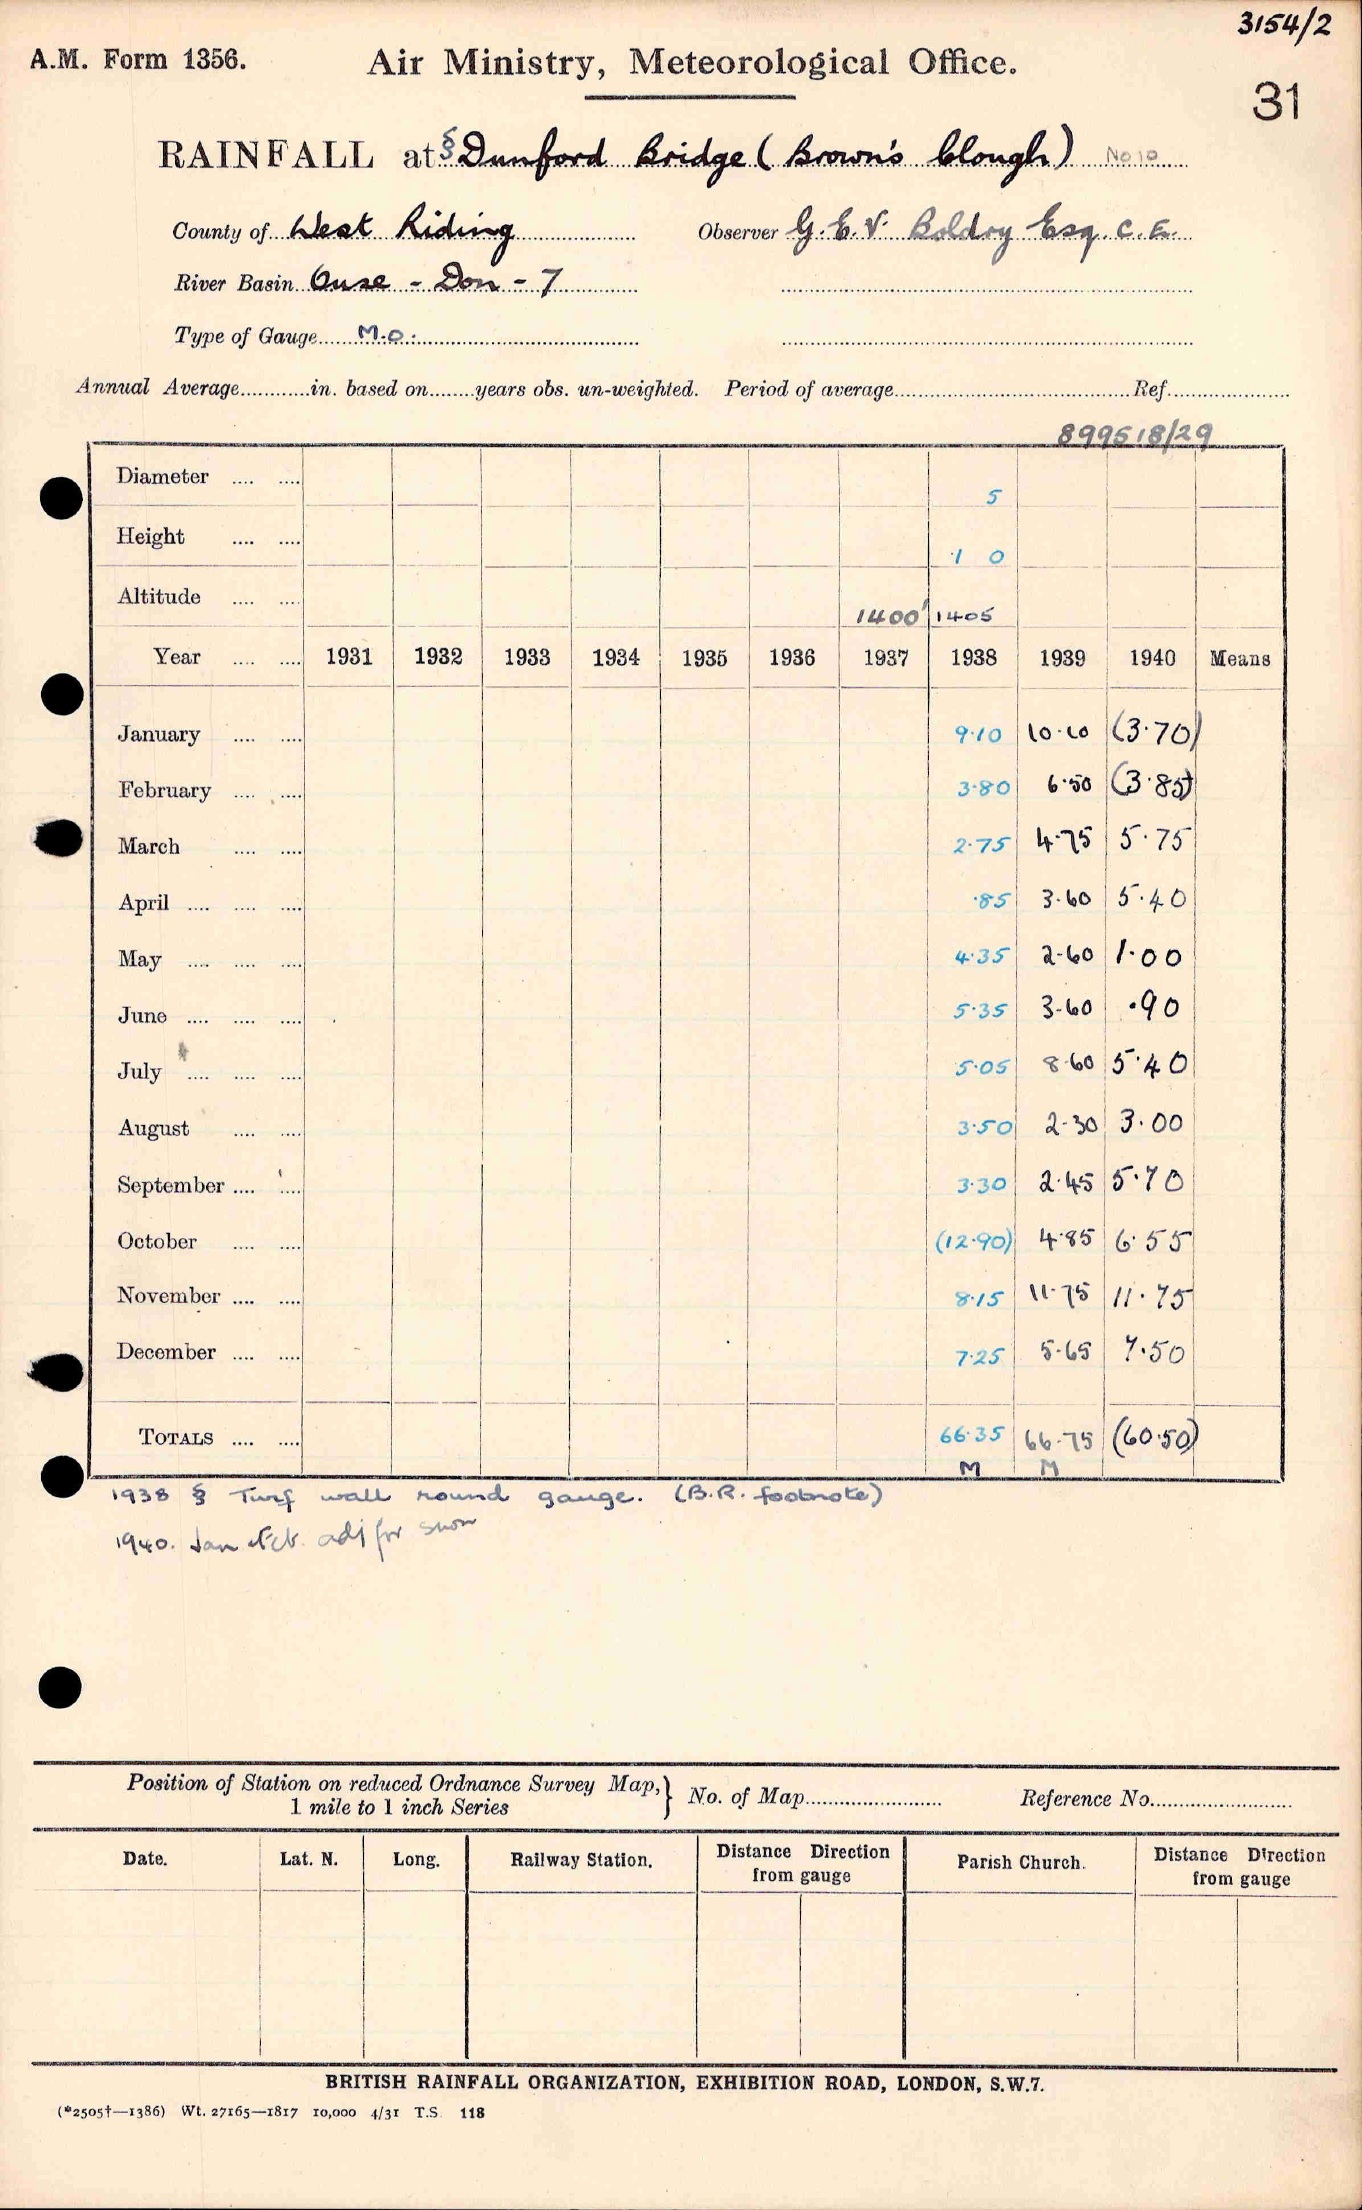 3154/2
A.M. Form 1356. Air Ministry, Meteorological Office.
31
RAINFALL at § Dunford Bridge (Brown's Clough) No 10
County of West Riding Observer G. E. V. Boldry Esq. C. E.
River Basin Ouse - Don - 7
Type of Gauge M.O.
Annual Average............in. based on........years obs. un-weighted. Period of average........................................Ref.....................
899518/29
Diameter .... .... 5
Height .... .... 1 0
Altitude .... .... 1400' 1405
Year .... .... 1931 1932 1933 1934 1935 1936 1937 1938 1939 1940 Means
January .... .... 9.10 10.10 (3.70)
February .... .... 3.80 6.50 (3.85)
March .... .... 2.75 4.75 5.75
April .... .... .... .85 3.60 5.40
May .... .... .... 4.35 2.60 1.00
June .... .... .... 5.35 3.60 .90
July .... .... .... 5.05 8.60 5.40
August .... .... 3.50 2.30 3.00
September .... .... 3.30 2.45 5.70
October .... .... (12.90) 4.85 6.55
November .... .... 8.15 11.75 11.75
December .... .... 7.25 5.65 7.50
TOTALS .... .... 66.35 66.75 (60.50)
M M
1938 § Turf wall round gauge. (B.R. footnote)
1940. Jan & Feb. adj for snow
Position of Station on reduced Ordnance Survey Map, } No. of Map........................ Reference No.........................
1 mile to 1 inch Series
Date. Lat. N. Long. Railway Station. Distance Direction Parish Church. Distance Direction
from gauge from gauge
BRITISH RAINFALL ORGANIZATION, EXHIBITION ROAD, LONDON, S.W.7.
(*2505†—1386) Wt. 27165—1817 10,000 4/31 T.S. 118